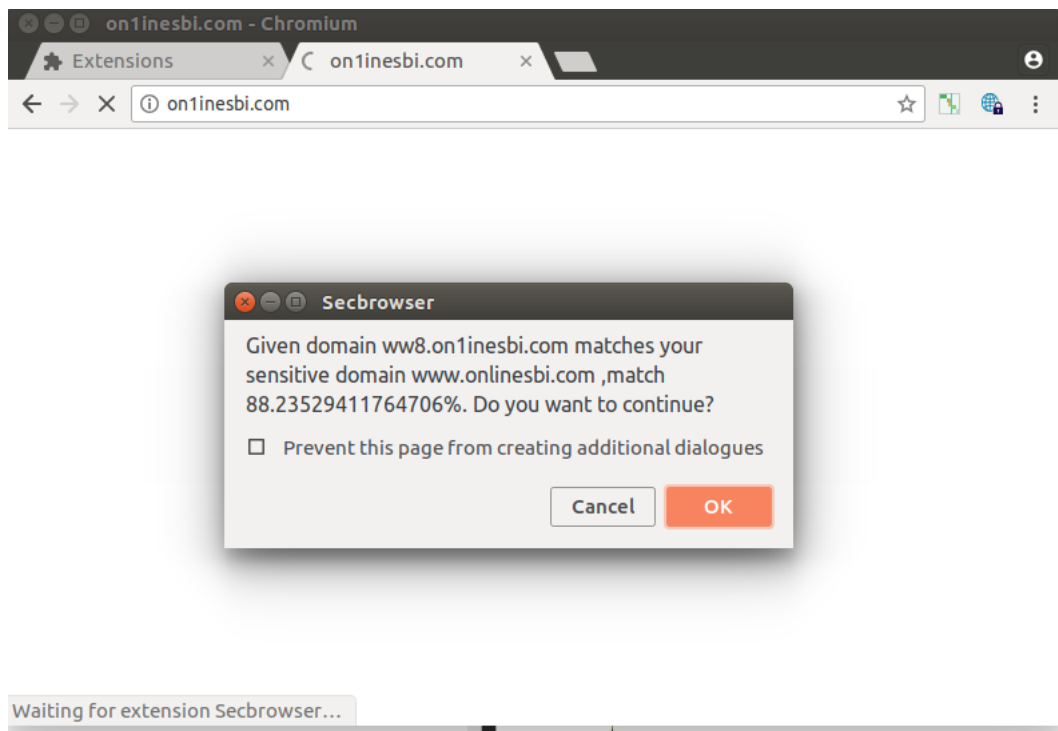 on1inesbi.com - Chromium
Extensions
on1inesbi.com
on1inesbi.com
Secbrowser
Given domain ww8.on1inesbi.com matches your
sensitive domain www.onlinesbi.com ,match
88.23529411764706%. Do you want to continue?
Prevent this page from creating additional dialogues
Cancel
OK
Waiting for extension Secbrowser…